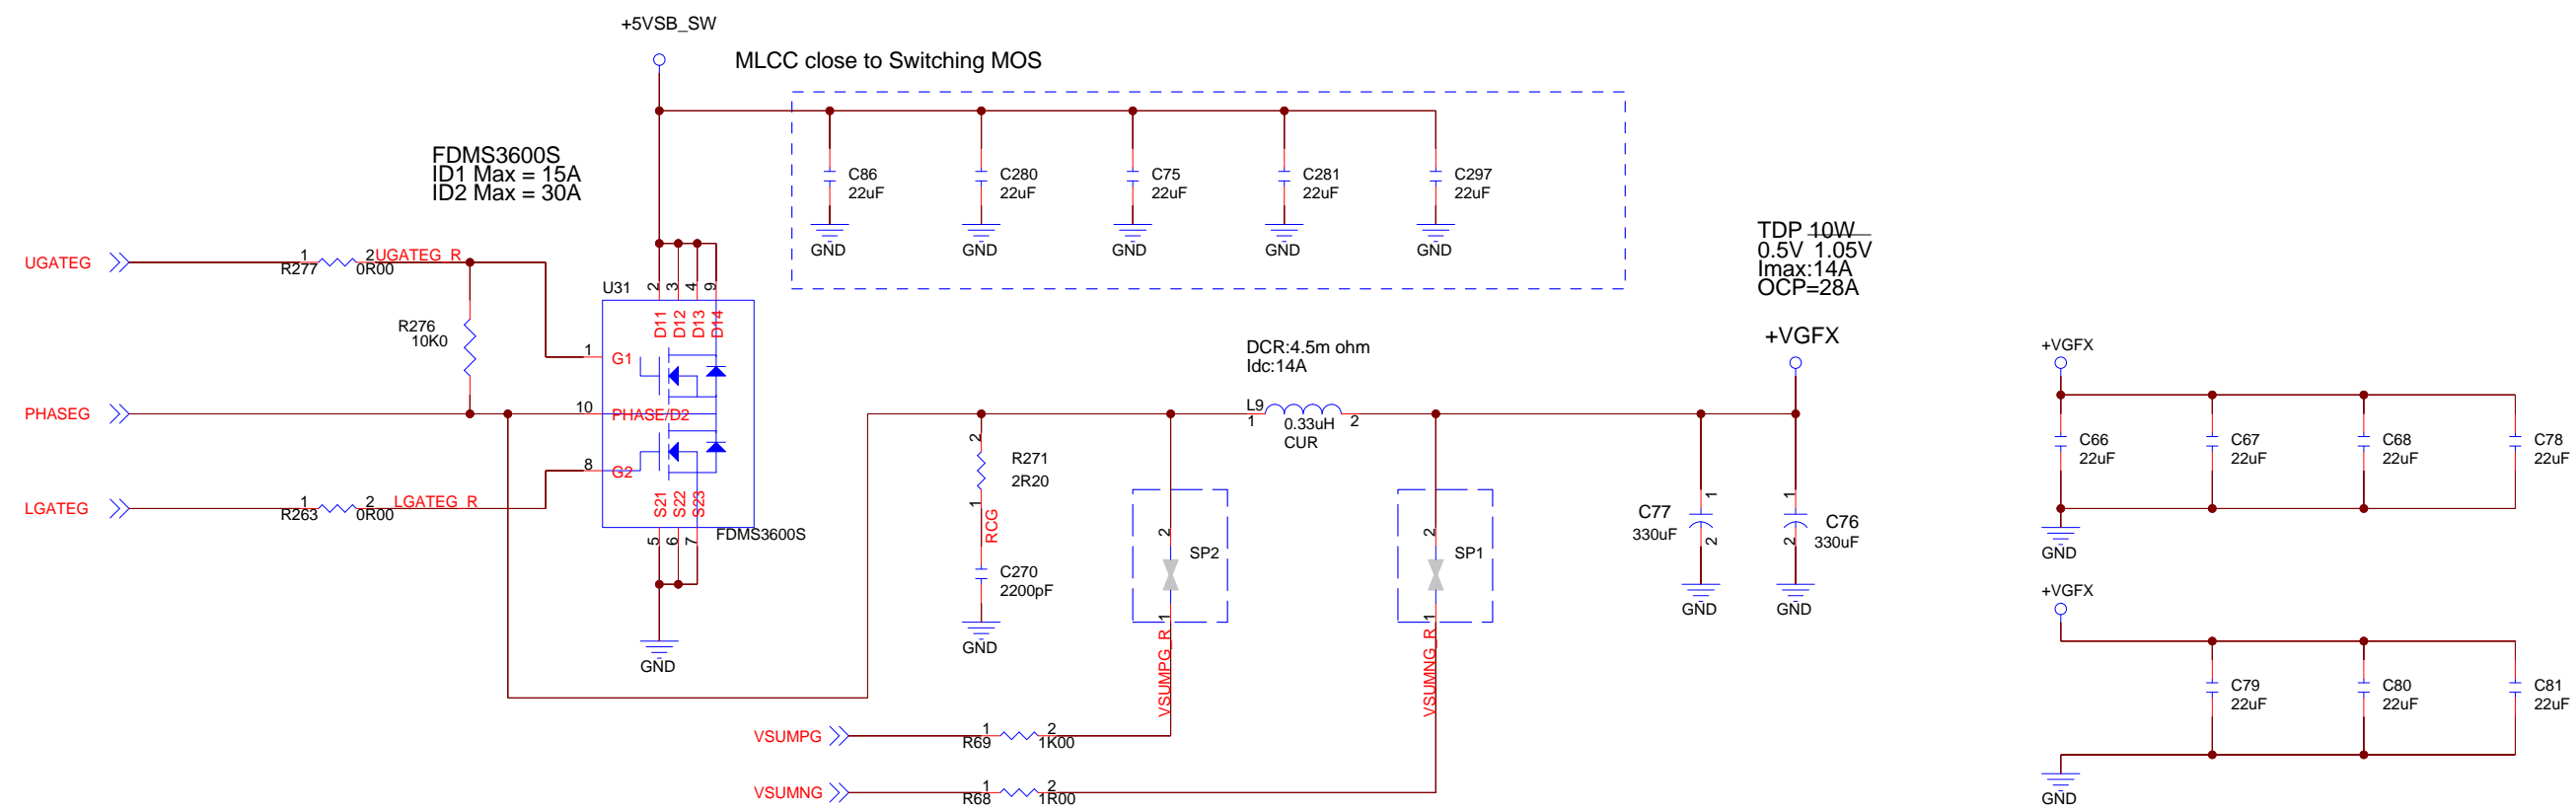 +5VSB_SW
MLCC close to Switching MOS
FDMS3600S
ID1 Max = 15A
ID2 Max = 30A
C86
22uF
GND
C280
22uF
GND
C75
22uF
GND
C281
22uF
GND
C297
22uF
GND
TDP 10W
0.5V 1.05V
Imax:14A
OCP=28A
UGATEG
1
R277
2
0R00
UGATEG_R
R276
10K0
PHASEG
LGATEG
1
R263
2
0R00
LGATEG_R
U31
2
3
4
9
D11
D12
D13
D14
1
G1
10
PHASE/D2
8
G2
S21
S22
S23
5
6
7
FDMS3600S
GND
2
R271
2R20
1
RCG
C270
2200pF
GND
DCR:4.5m ohm
Idc:14A
L9
1
0.33uH
2
CUR
2
SP2
1
VSUMPG_R
2
SP1
1
VSUMNG_R
VSUMPG
1
R69
2
1K00
VSUMNG
1
R68
2
1R00
+VGFX
1
C77
330uF
2
GND
1
C76
330uF
2
GND
+VGFX
C66
22uF
C67
22uF
C68
22uF
C78
22uF
GND
+VGFX
C79
22uF
C80
22uF
C81
22uF
GND